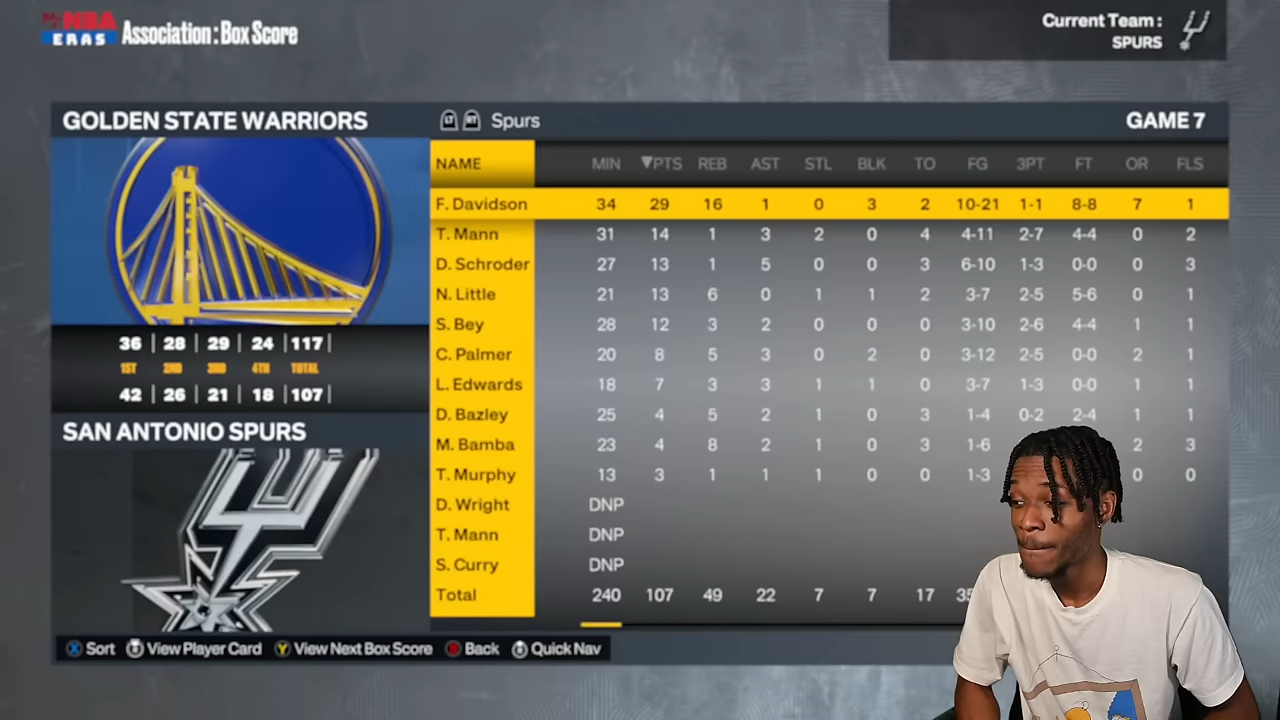 MyNBA ERAS Association: Box Score
Current Team :
SPURS
GOLDEN STATE WARRIORS
36 | 28 | 29 | 24 | 117 |
1ST 2ND 3RD 4TH TOTAL
42 | 26 | 21 | 18 | 107 |
SAN ANTONIO SPURS
LT RT Spurs GAME 7
NAME MIN ▼PTS REB AST STL BLK TO FG 3PT FT OR FLS
F. Davidson 34 29 16 1 0 3 2 10-21 1-1 8-8 7 1
T. Mann 31 14 1 3 2 0 4 4-11 2-7 4-4 0 2
D. Schroder 27 13 1 5 0 0 3 6-10 1-3 0-0 0 3
N. Little 21 13 6 0 1 1 2 3-7 2-5 5-6 0 1
S. Bey 28 12 3 2 0 0 0 3-10 2-6 4-4 1 1
C. Palmer 20 8 5 3 0 2 0 3-12 2-5 0-0 2 1
L. Edwards 18 7 3 3 1 1 0 3-7 1-3 0-0 1 1
D. Bazley 25 4 5 2 1 0 3 1-4 0-2 2-4 1 1
M. Bamba 23 4 8 2 1 0 3 1-6 2 3
T. Murphy 13 3 1 1 1 0 0 1-3 0 0
D. Wright DNP
T. Mann DNP
S. Curry DNP
Total 240 107 49 22 7 7 17 35
X Sort View Player Card Y View Next Box Score Back Quick Nav